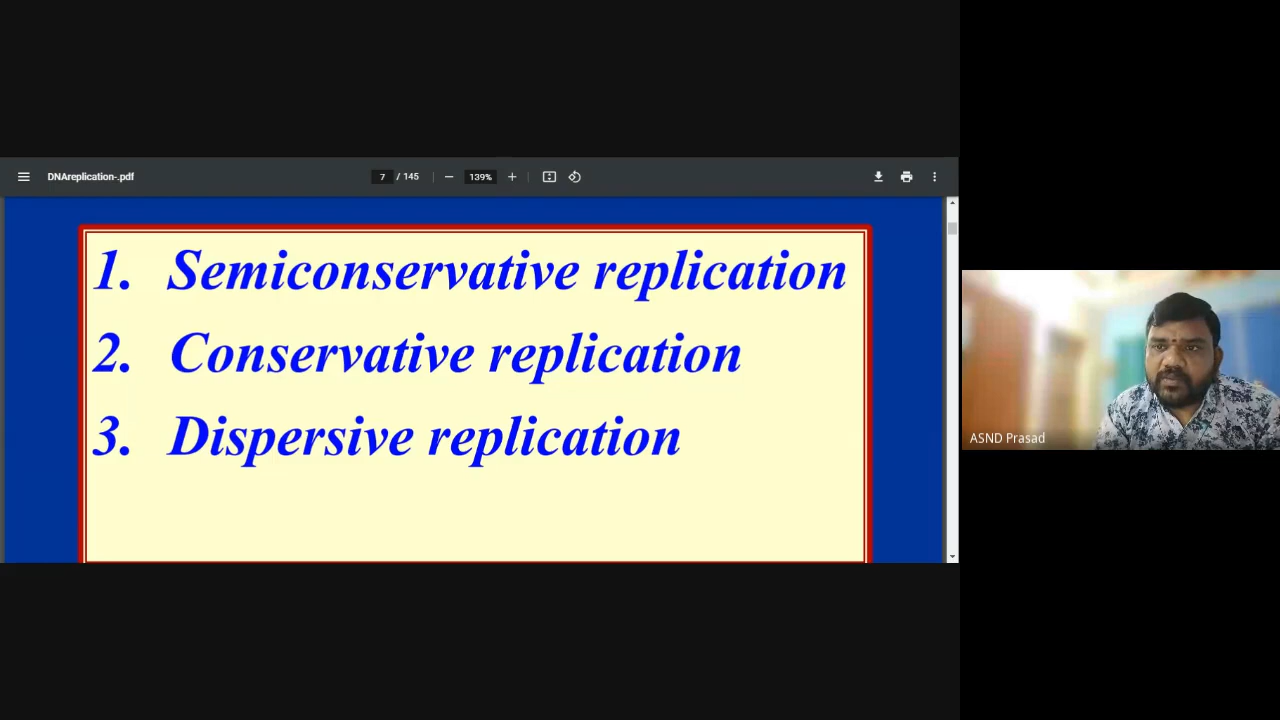 DNAreplication-.pdf
7 / 145
139%
1. Semiconservative replication
2. Conservative replication
3. Dispersive replication
ASND Prasad